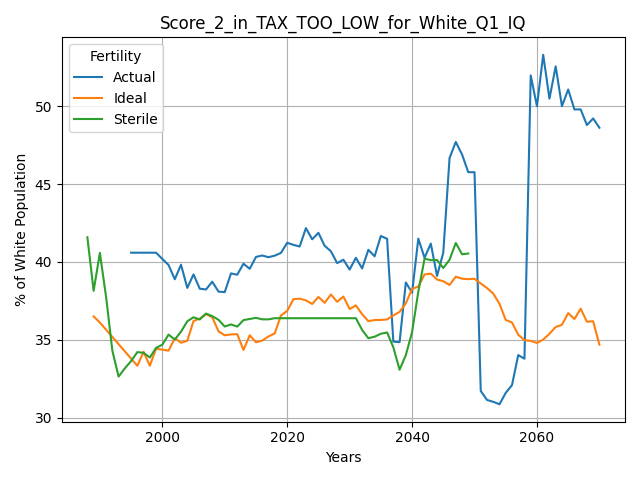 Score_2_in_TAX_TOO_LOW_for_White_Q1_IQ
Fertility
Actual
Ideal
Sterile
% of White Population
50
45
40
35
30
2000
2020
2040
2060
Years